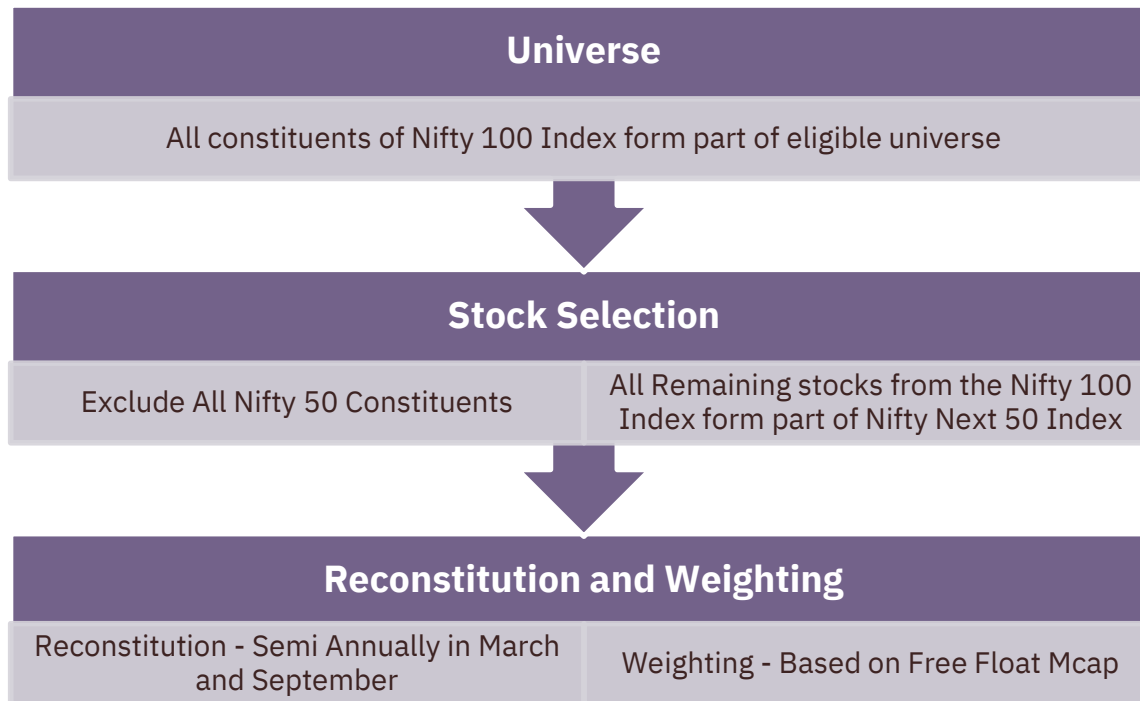 Universe
All constituents of Nifty 100 Index form part of eligible universe
Stock Selection
Exclude All Nifty 50 Constituents
All Remaining stocks from the Nifty 100
Index form part of Nifty Next 50 Index
Reconstitution and Weighting
Reconstitution - Semi Annually in March
and September
Weighting - Based on Free Float Mcap